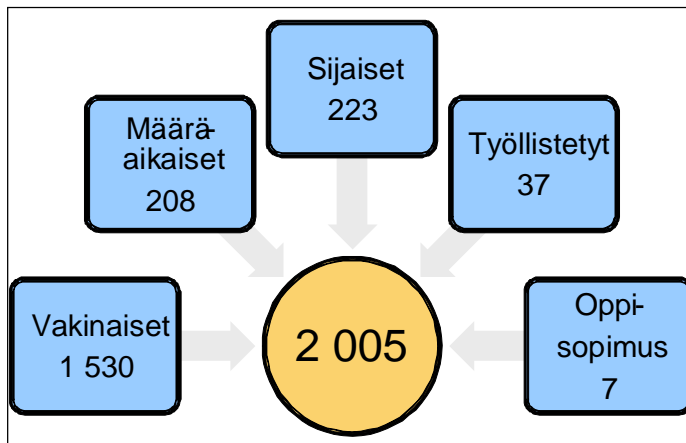 Sijaiset
223
Määrä-
aikaiset
208
Työllistetyt
37
Vakinaiset
1 530
2 005
Oppi-
sopimus
7